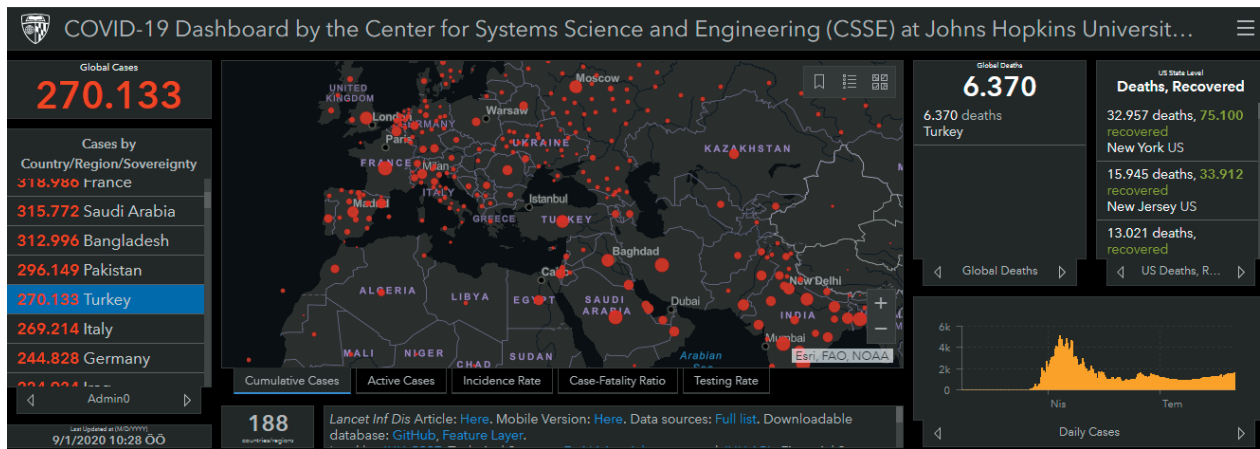 COVID-19 Dashboard by the Center for Systems Science and Engineering (CSSE) at Johns Hopkins Universit...
Global Cases
270.133
Cases by
Country/Region/Sovereignty
318.986 France
315.772 Saudi Arabia
312.996 Bangladesh
296.149 Pakistan
270.133 Turkey
269.214 Italy
244.828 Germany
Admin0
Last Updated at (M/D/YYYY)
9/1/2020 10:28 ÖÖ
Moscow
UNITED
KINGDOM
London
Warsaw
GERMANY
Paris
UKRAINE
KAZAKHSTAN
FRANCE
Milan
ITALY
Madrid
Istanbul
GREECE
TURKEY
Baghdad
Cairo
New Delhi
ALGERIA
LIBYA
EGYPT
SAUDI
ARABIA
Dubai
INDIA
Mumbai
MALI
NIGER
CHAD
SUDAN
Arabian
Sea
+
−
Esri, FAO, NOAA
Cumulative Cases
Active Cases
Incidence Rate
Case-Fatality Ratio
Testing Rate
188
countries/regions
Lancet Inf Dis Article: Here. Mobile Version: Here. Data sources: Full list. Downloadable
database: GitHub, Feature Layer.
Global Deaths
6.370
6.370 deaths
Turkey
Global Deaths
US State Level
Deaths, Recovered
32.957 deaths, 75.100
recovered
New York US
15.945 deaths, 33.912
recovered
New Jersey US
13.021 deaths,
recovered
US Deaths, R...
6k
4k
2k
0
Nis
Tem
Daily Cases